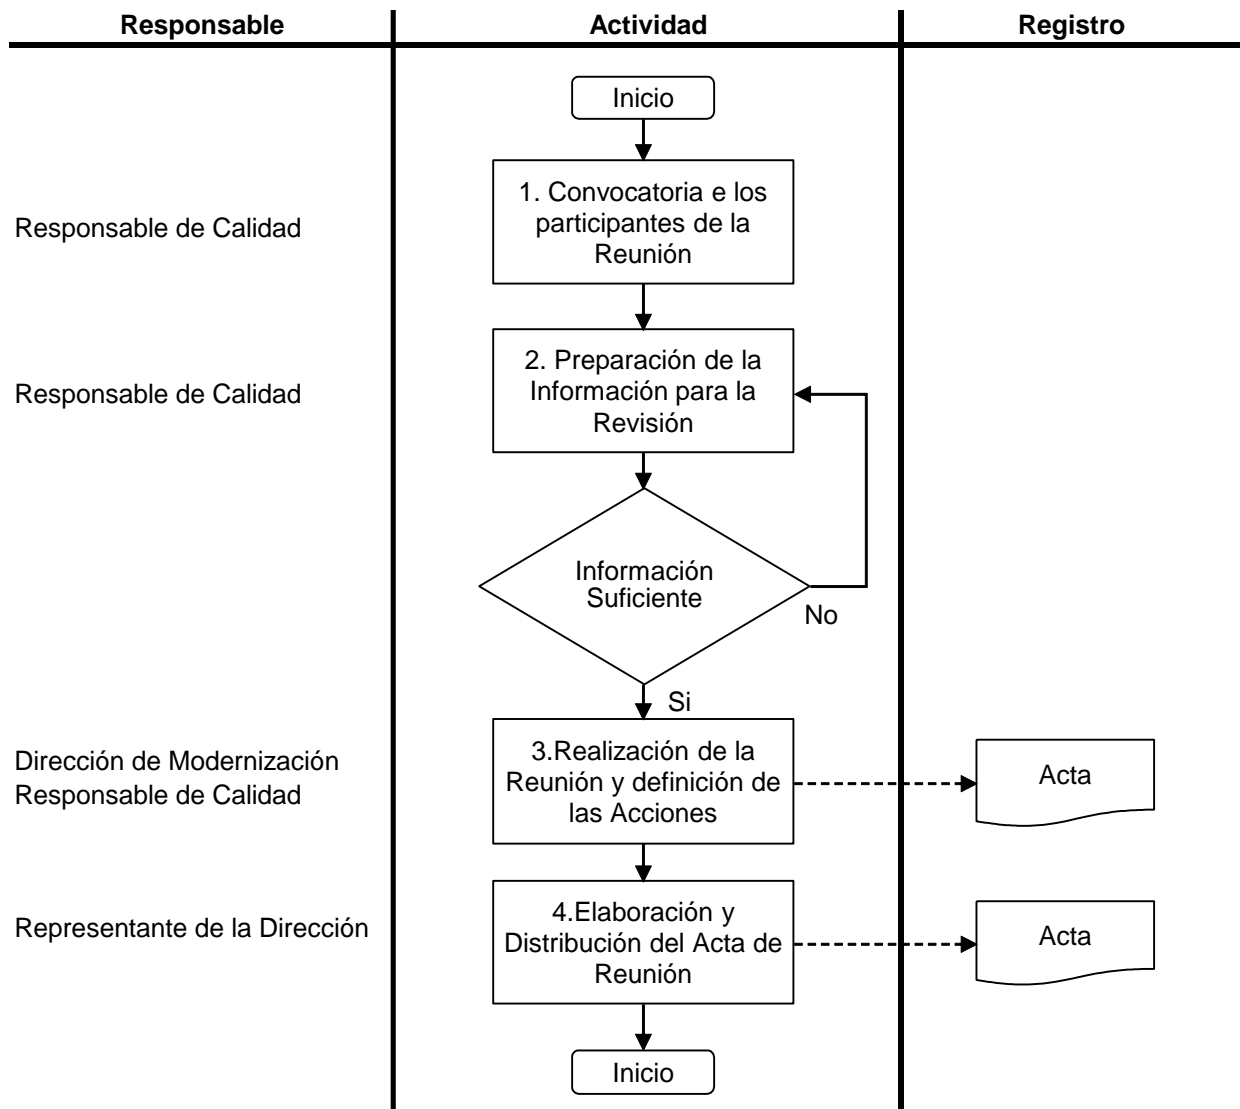 Responsable
Actividad
Registro
Inicio
Responsable de Calidad
1. Convocatoria e los
participantes de la
Reunión
Responsable de Calidad
2. Preparación de la
Información para la
Revisión
Información
Suficiente
No
Si
Dirección de Modernización
Responsable de Calidad
3.Realización de la
Reunión y definición de
las Acciones
Acta
Representante de la Dirección
4.Elaboración y
Distribución del Acta de
Reunión
Acta
Inicio